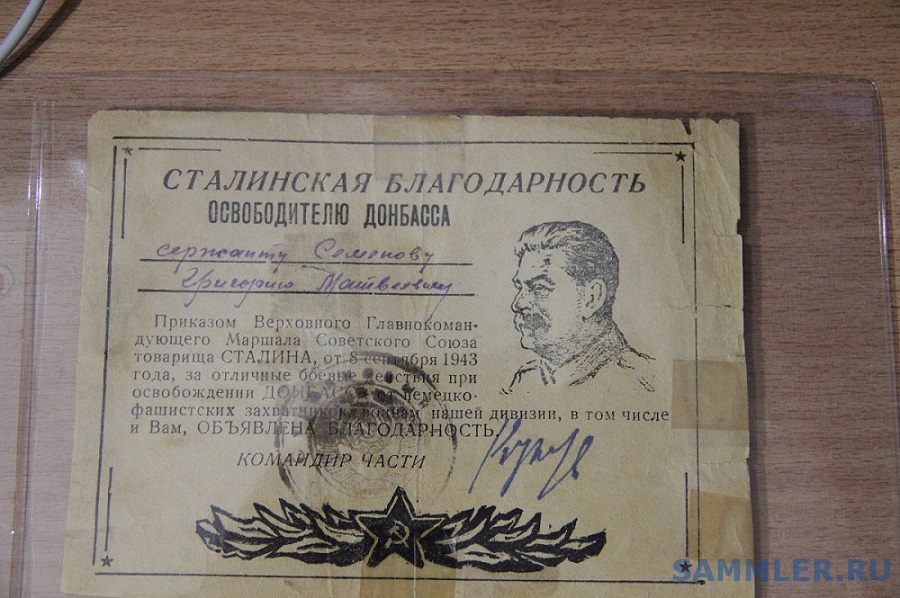 СТАЛИНСКАЯ БЛАГОДАРНОСТЬ
ОСВОБОДИТЕЛЮ ДОНБАССА
сержанту Семенову
Григорию Матвеевичу
Приказом Верховного Главнокоман-
дующего Маршала Советского Союза
товарища СТАЛИНА, от 8 сентября 1943
года, за отличные боевые действия при
освобождении ДОНБАССА от немецко-
фашистских захватчиков, воинам нашей дивизии, в том числе
и Вам, ОБЪЯВЛЕНА БЛАГОДАРНОСТЬ.
КОМАНДИР ЧАСТИ
SAMMLER.RU